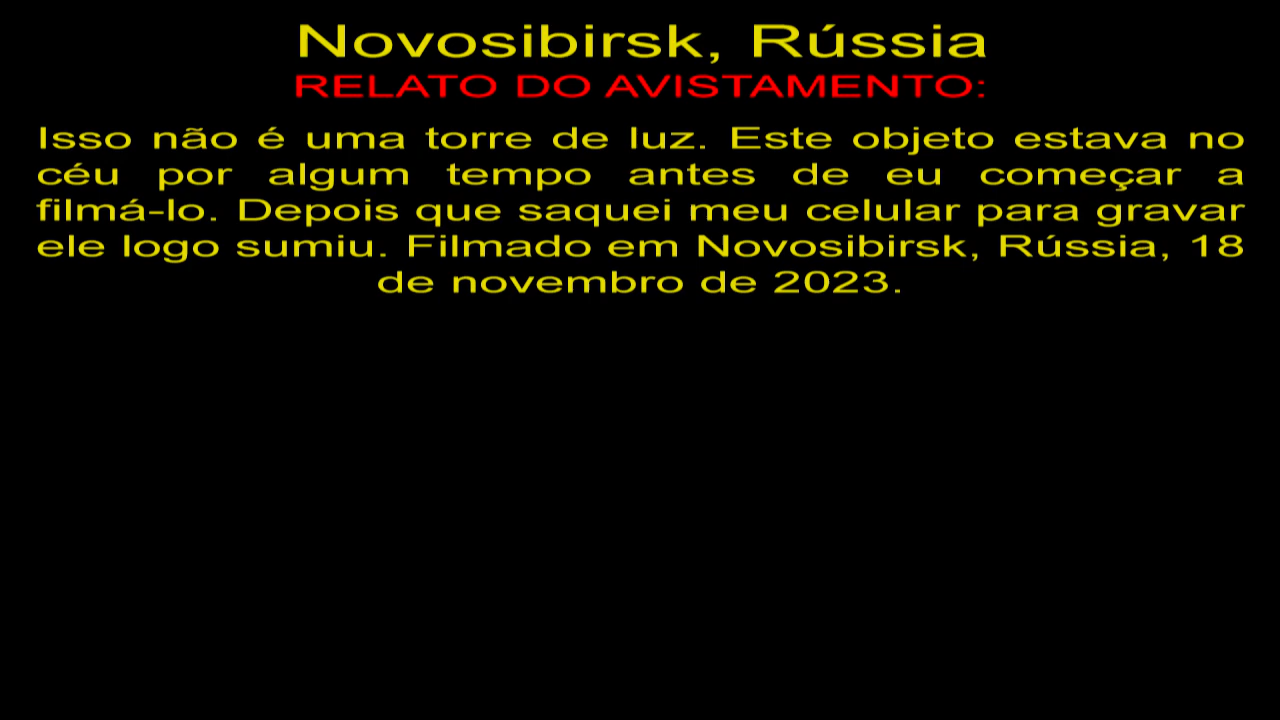 Novosibirsk, Rússia
RELATO DO AVISTAMENTO:
Isso não é uma torre de luz. Este objeto estava no
céu por algum tempo antes de eu começar a
filmá-lo. Depois que saquei meu celular para gravar
ele logo sumiu. Filmado em Novosibirsk, Rússia, 18
de novembro de 2023.